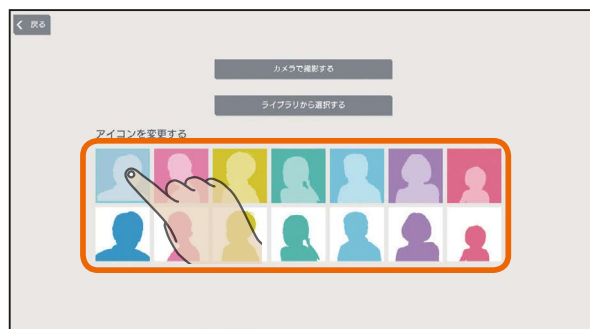 戻る
カメラで撮影する
ライブラリから選択する
アイコンを変更する